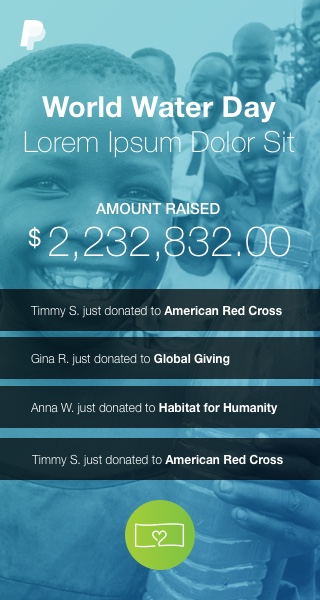 World Water Day
Lorem Ipsum Dolor Sit
AMOUNT RAISED
$2,232,832.00
Timmy S. just donated to American Red Cross
Gina R. just donated to Global Giving
Anna W. just donated to Habitat for Humanity
Timmy S. just donated to American Red Cross